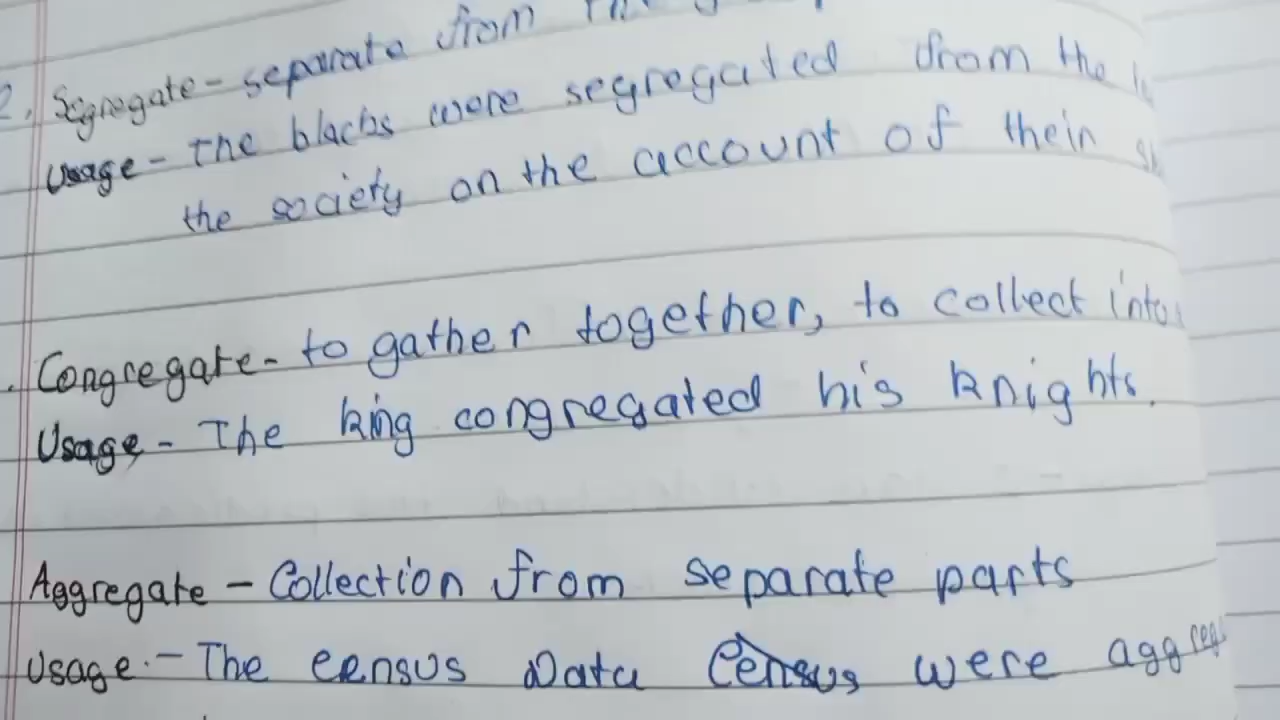 2. Segregate - separate from the
Usage - The blacks were segregated from the
the society on the account of their
Congregate - to gather together, to collect into
Usage - The king congregated his knights.
Aggregate - Collection from separate parts
Usage - The census Data were